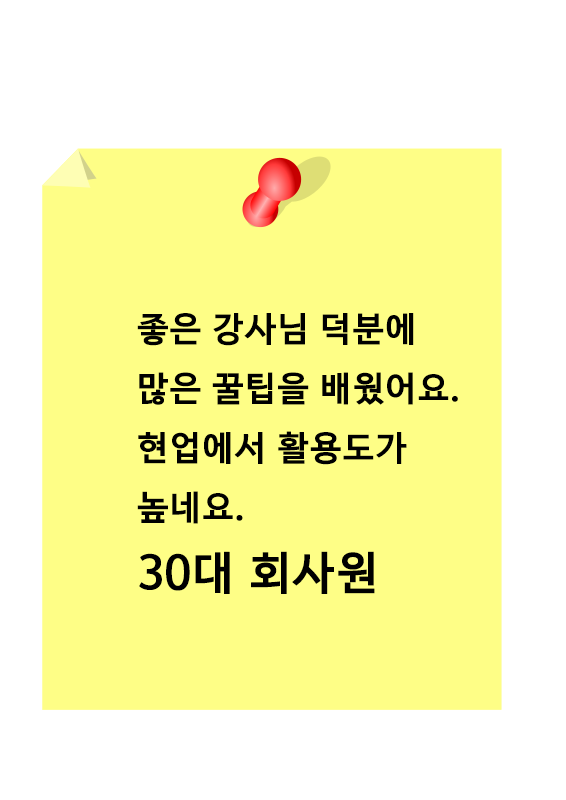 좋은 강사님 덕분에
많은 꿀팁을 배웠어요.
현업에서 활용도가
높네요.
30대 회사원